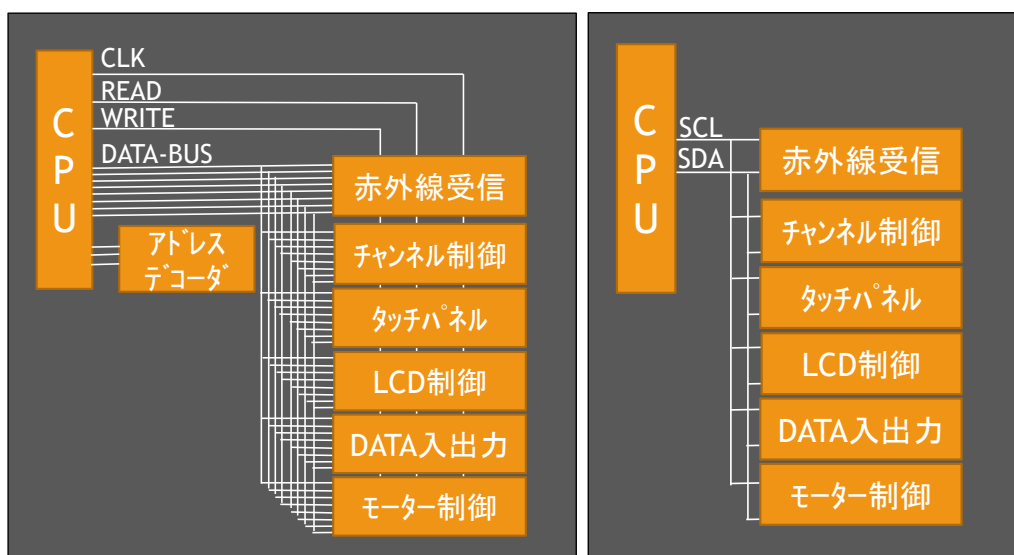 CPU
CLK
READ
WRITE
DATA-BUS
ｱﾄﾞﾚｽ
ﾃﾞｺｰﾀﾞ
赤外線受信
ﾁｬﾝﾈﾙ制御
ﾀｯﾁﾊﾟﾈﾙ
LCD制御
DATA入出力
ﾓｰﾀｰ制御
CPU
SCL
SDA
赤外線受信
ﾁｬﾝﾈﾙ制御
ﾀｯﾁﾊﾟﾈﾙ
LCD制御
DATA入出力
ﾓｰﾀｰ制御